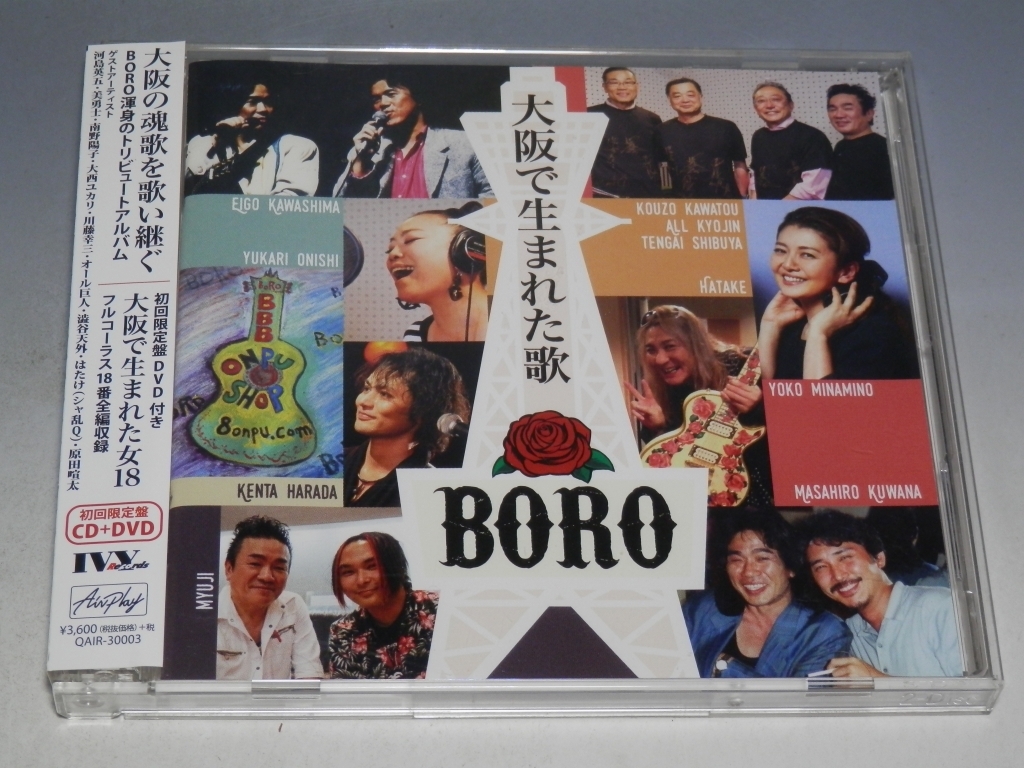 大阪の魂歌を歌い継ぐ
BORO渾身のトリビュートアルバム
ゲストアーティスト
河島英五・美勇士・南野陽子・大西ユカリ・川藤幸三・オール巨人・澁谷天外・はたけ(シャ乱Q)・原田喧太
初回限定盤DVD付き
大阪で生まれた女18
フルコーラス18番全編収録
初回限定盤
CD+DVD
IVY Records
AirPlay
¥3,600(税抜価格)+税
QAIR-30003
大阪で生まれた歌
BORO
EIGO KAWASHIMA
YUKARI ONISHI
KOUZO KAWATOU
ALL KYOJIN
TENGAI SHIBUYA
HATAKE
YOKO MINAMINO
BBB
ONPU
SHOP
8onpu.com
KENTA HARADA
MASAHIRO KUWANA
MYUJI